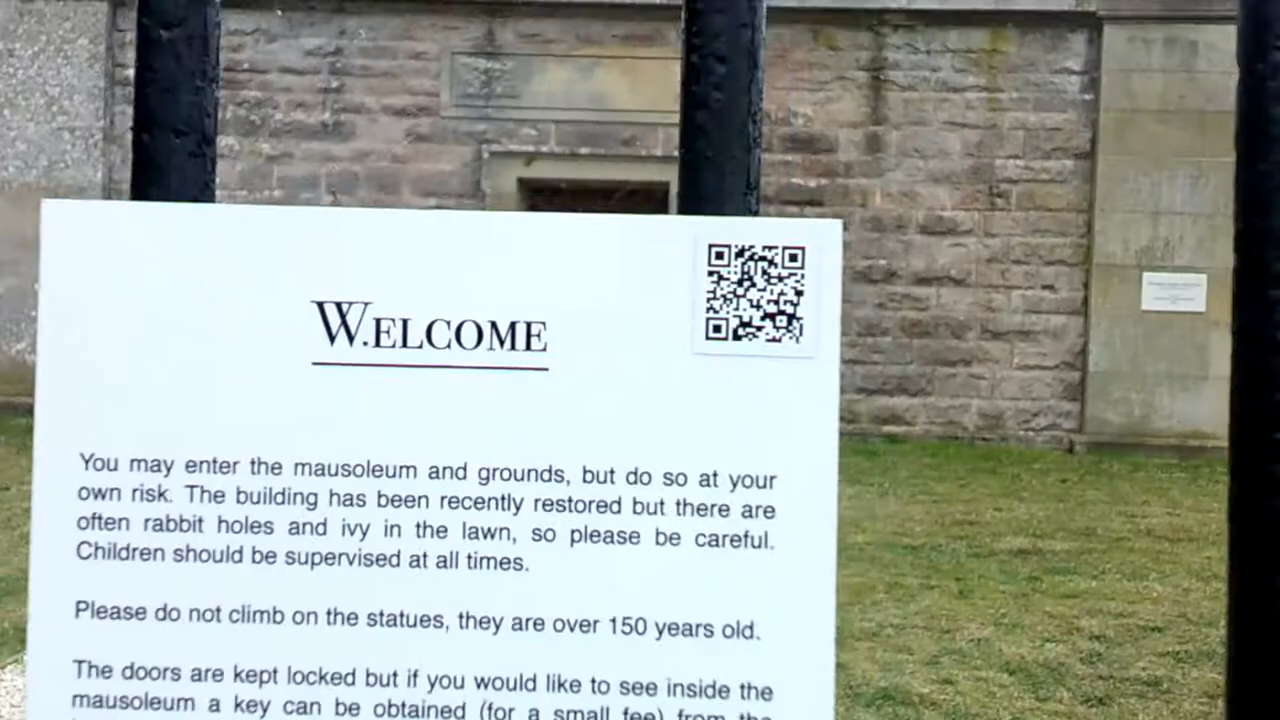 W.ELCOME
You may enter the mausoleum and grounds, but do so at your
own risk. The building has been recently restored but there are
often rabbit holes and ivy in the lawn, so please be careful.
Children should be supervised at all times.
Please do not climb on the statues, they are over 150 years old.
The doors are kept locked but if you would like to see inside the
mausoleum a key can be obtained (for a small fee) from the